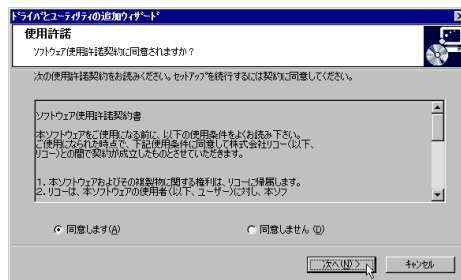 ドライバとユーティリティの追加ウィザード
使用許諾
ソフトウェア使用許諾契約に同意されますか？
次の使用許諾契約をお読みください。セットアップを続行するには契約に同意してください。
ソフトウェア使用許諾契約書
本ソフトウェアをご使用になる前に、以下の使用条件をよくお読み下さい。
ご使用になられた時点で、下記使用条件に同意して株式会社リコー（以下、
リコー）との間で契約が成立したものとさせていただきます。
1. 本ソフトウェアおよびその複製物に関する権利は、リコーに帰属します。
2. リコーは、本ソフトウェアの使用者（以下、ユーザー）に対し、本ソフ
同意します(A)
同意しません (D)
次へ(N) >
キャンセル